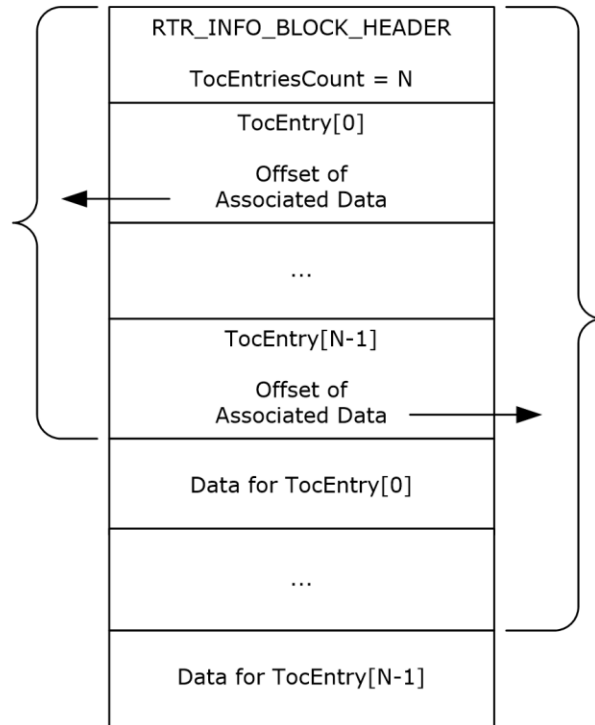 RTR_INFO_BLOCK_HEADER
TocEntriesCount = N
TocEntry[0]
Offset of
Associated Data
...
TocEntry[N-1]
Offset of
Associated Data
Data for TocEntry[0]
...
Data for TocEntry[N-1]